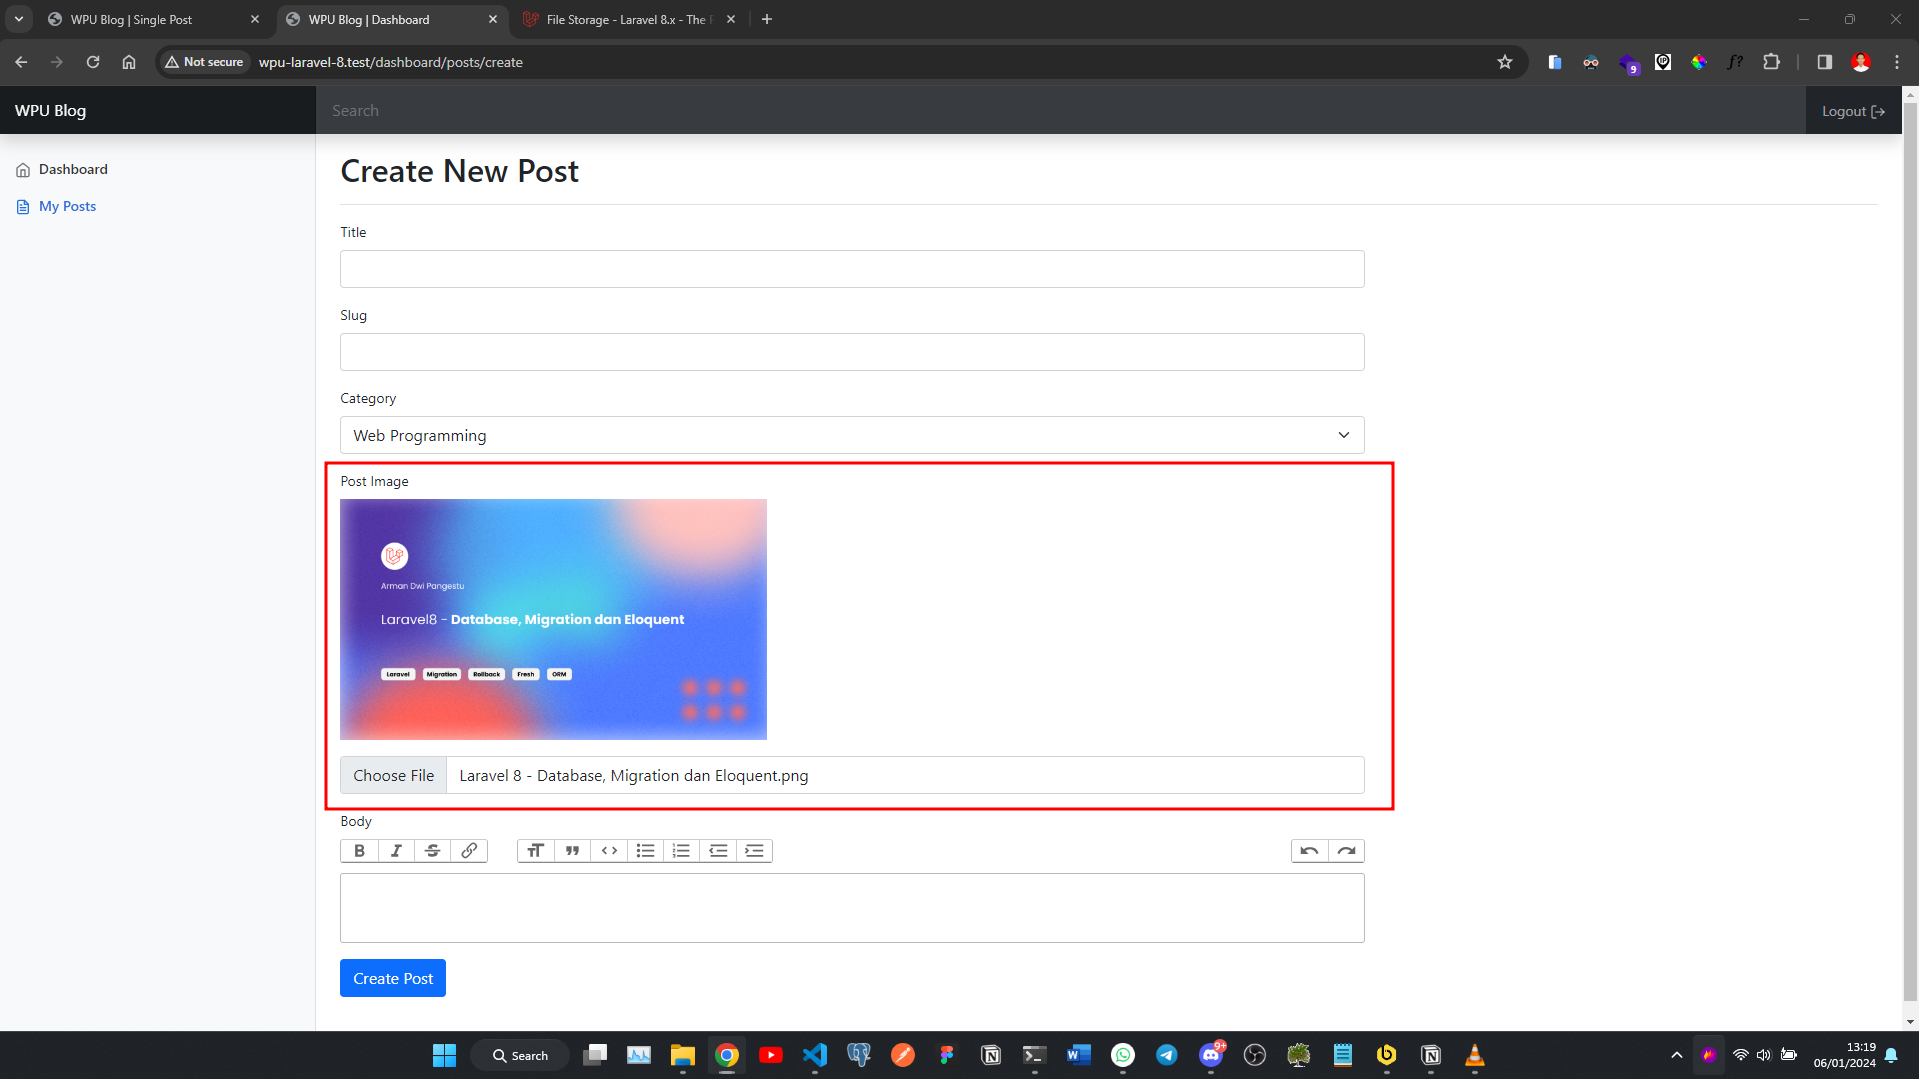 WPU Blog | Single Post
WPU Blog | Dashboard
File Storage - Laravel 8.x - The
Not secure
wpu-laravel-8.test/dashboard/posts/create
9
WPU Blog
Search
Logout
Dashboard
My Posts
Create New Post
Title
Slug
Category
Web Programming
Post Image
Arman Dwi Pangestu
Laravel8 - Database, Migration dan Eloquent
Laravel Migration Rollback Fresh ORM
Choose File
Laravel 8 - Database, Migration dan Eloquent.png
Body
Create Post
Search
9+
13:19
06/01/2024